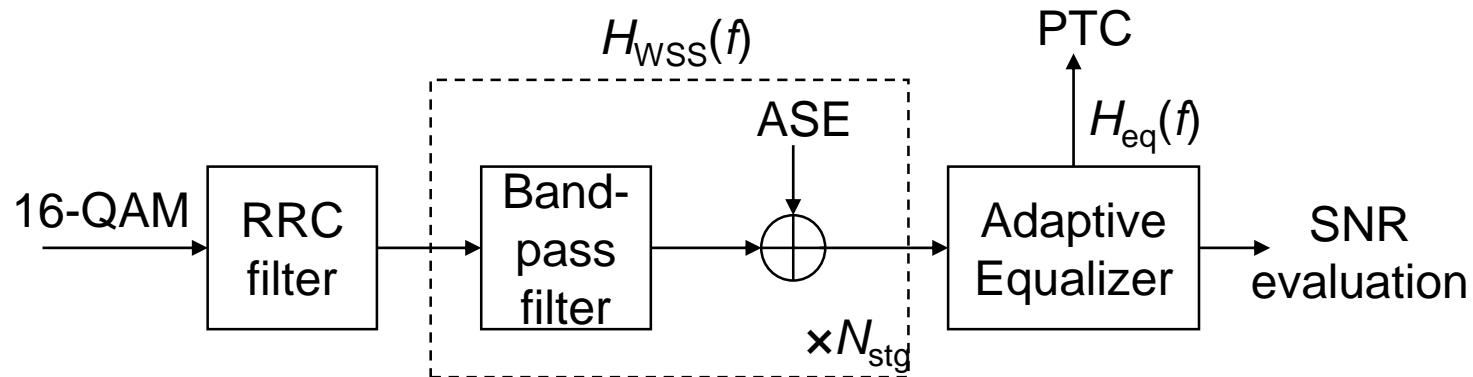 H_WSS(f)
PTC
ASE
H_eq(f)
16-QAM
RRC
filter
Band-
pass
filter
Adaptive
Equalizer
SNR
evaluation
×N_stg